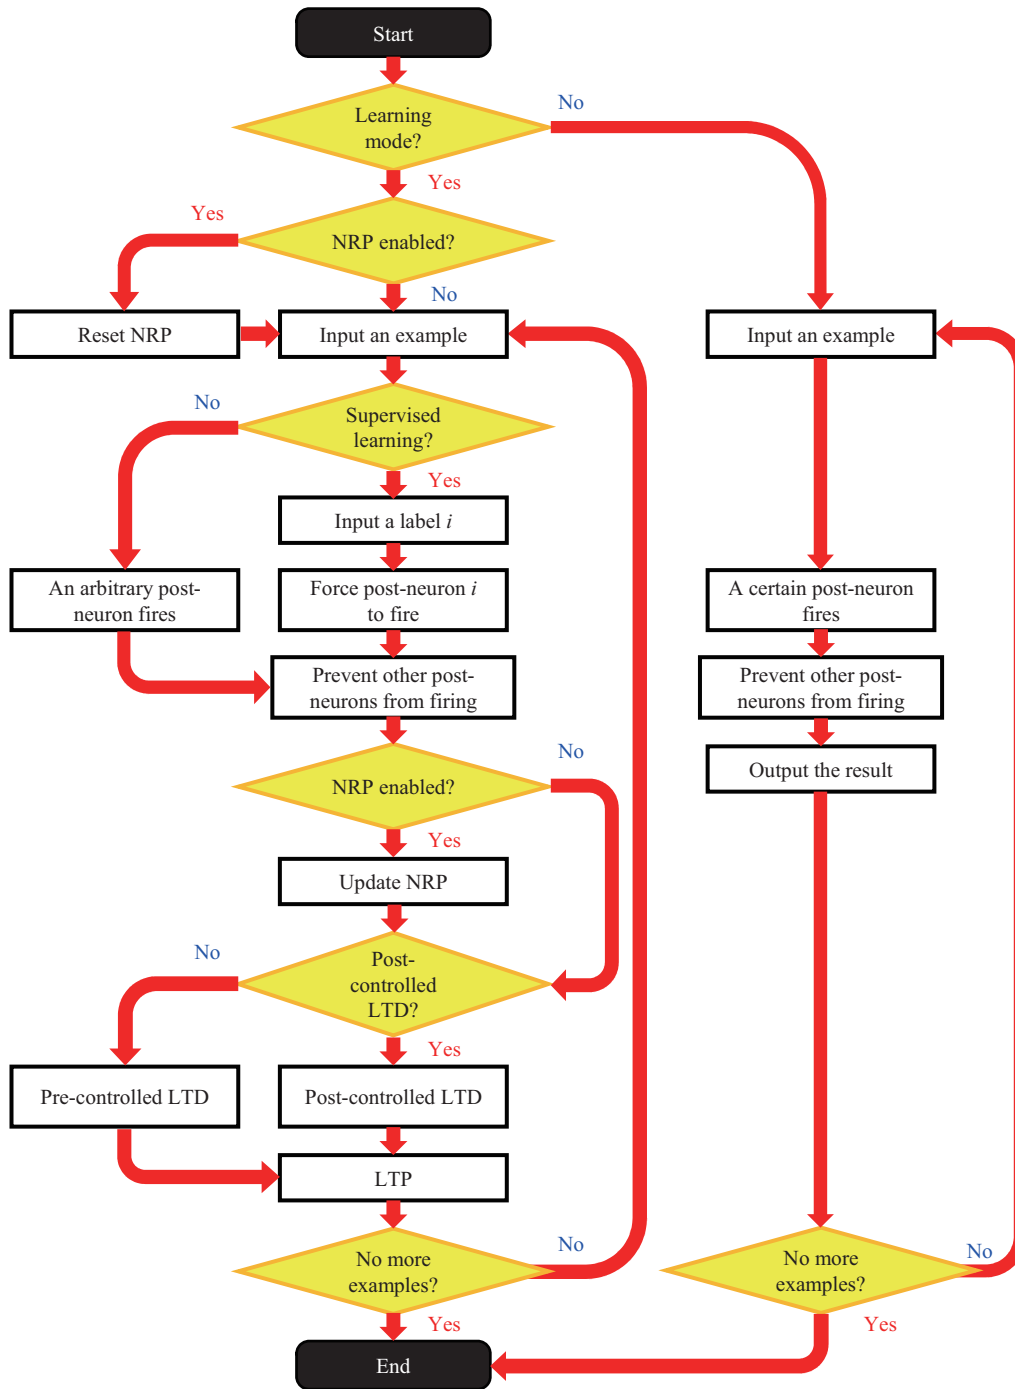 Start
Learning
mode?
No
Yes
Yes
NRP enabled?
No
Reset NRP
Input an example
Input an example
No
Supervised
learning?
Yes
Input a label i
An arbitrary post-
neuron fires
Force post-neuron i
to fire
A certain post-neuron
fires
Prevent other post-
neurons from firing
Prevent other post-
neurons from firing
No
NRP enabled?
Output the result
Yes
Update NRP
No
Post-
controlled
LTD?
Yes
Pre-controlled LTD
Post-controlled LTD
LTP
No
No more
examples?
No
No more
examples?
Yes
Yes
End